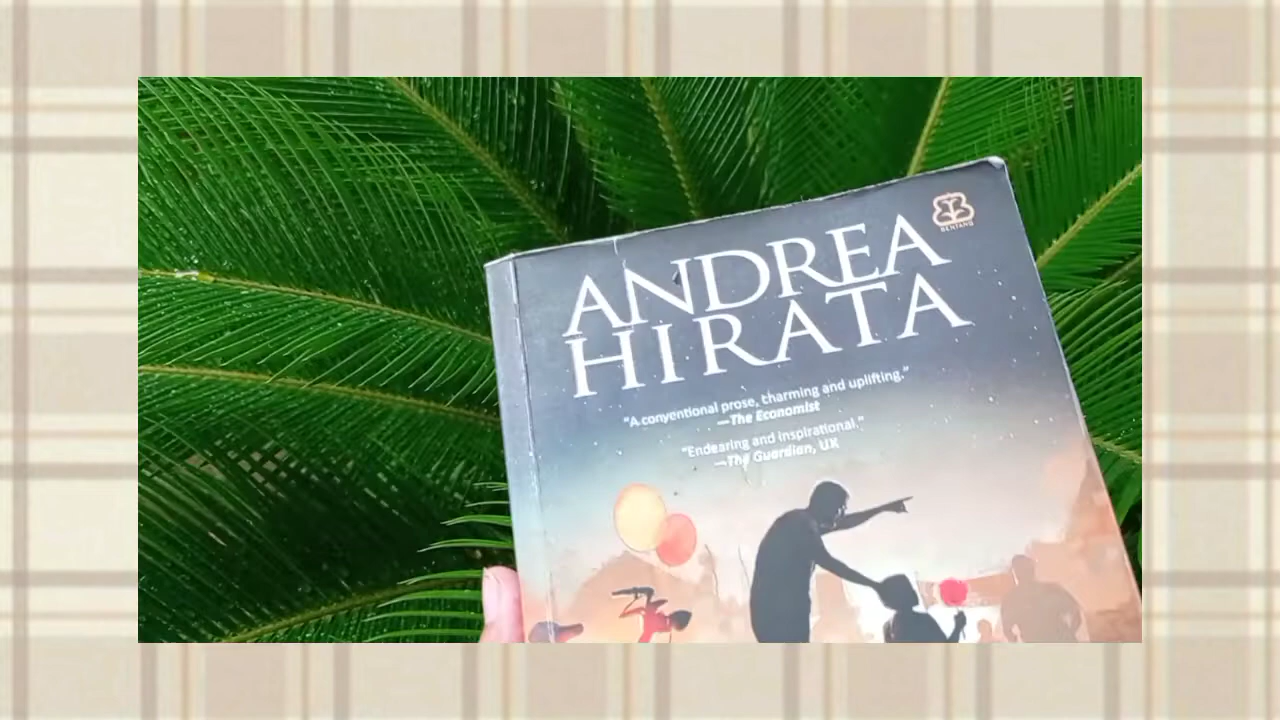 BENTANG
ANDREA
HIRATA
"A conventional prose, charming and uplifting."
—The Economist
"Endearing and inspirational."
—The Guardian, UK